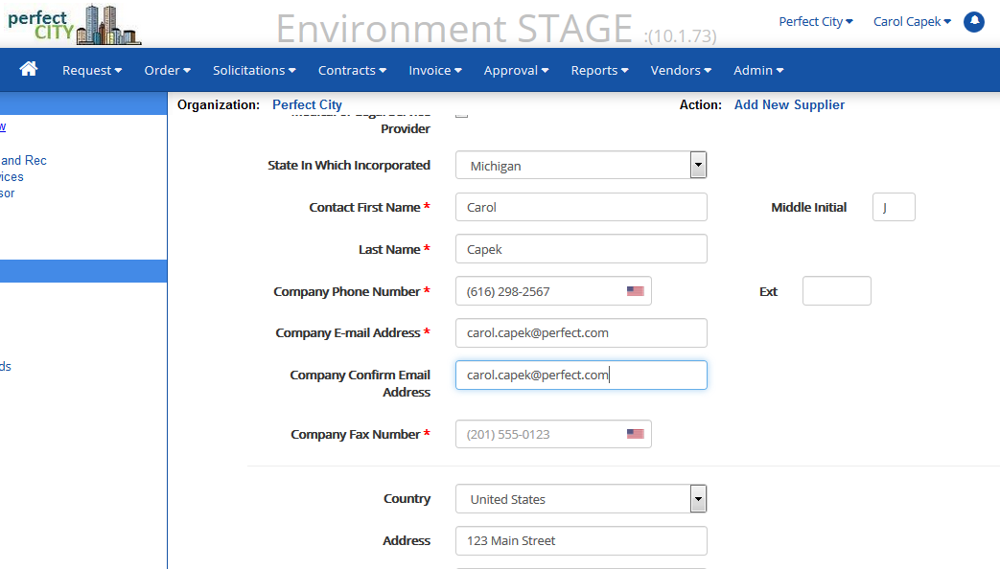 perfect
CITY
Environment STAGE :(10.1.73)
Perfect City
Carol Capek
Request
Order
Solicitations
Contracts
Invoice
Approval
Reports
Vendors
Admin
Organization: Perfect City
Action: Add New Supplier
w
and Rec
ices
sor
ds
Provider
State In Which Incorporated
Michigan
Contact First Name *
Carol
Middle Initial
J
Last Name *
Capek
Company Phone Number *
(616) 298-2567
Ext
Company E-mail Address *
carol.capek@perfect.com
Company Confirm Email
Address
carol.capek@perfect.com
Company Fax Number *
(201) 555-0123
Country
United States
Address
123 Main Street